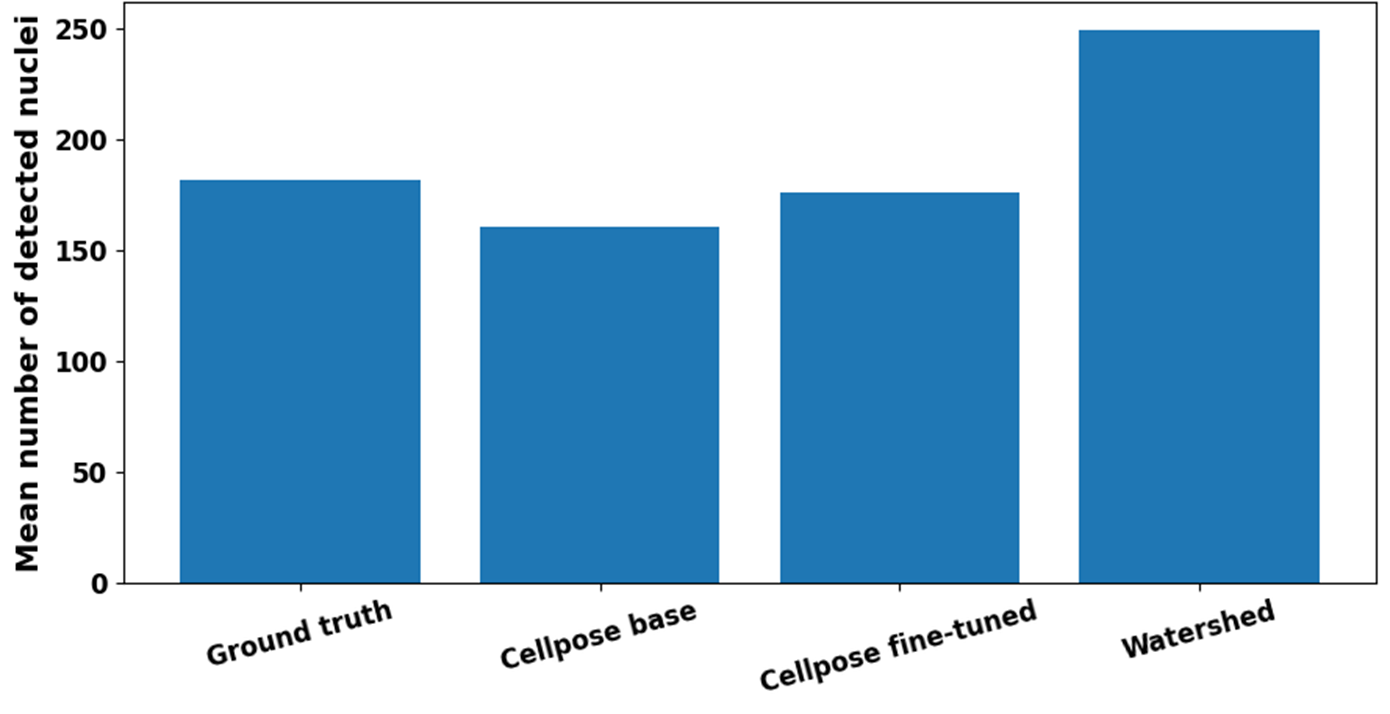 Mean number of detected nuclei
250
200
150
100
50
0
Ground truth
Cellpose base
Cellpose fine-tuned
Watershed